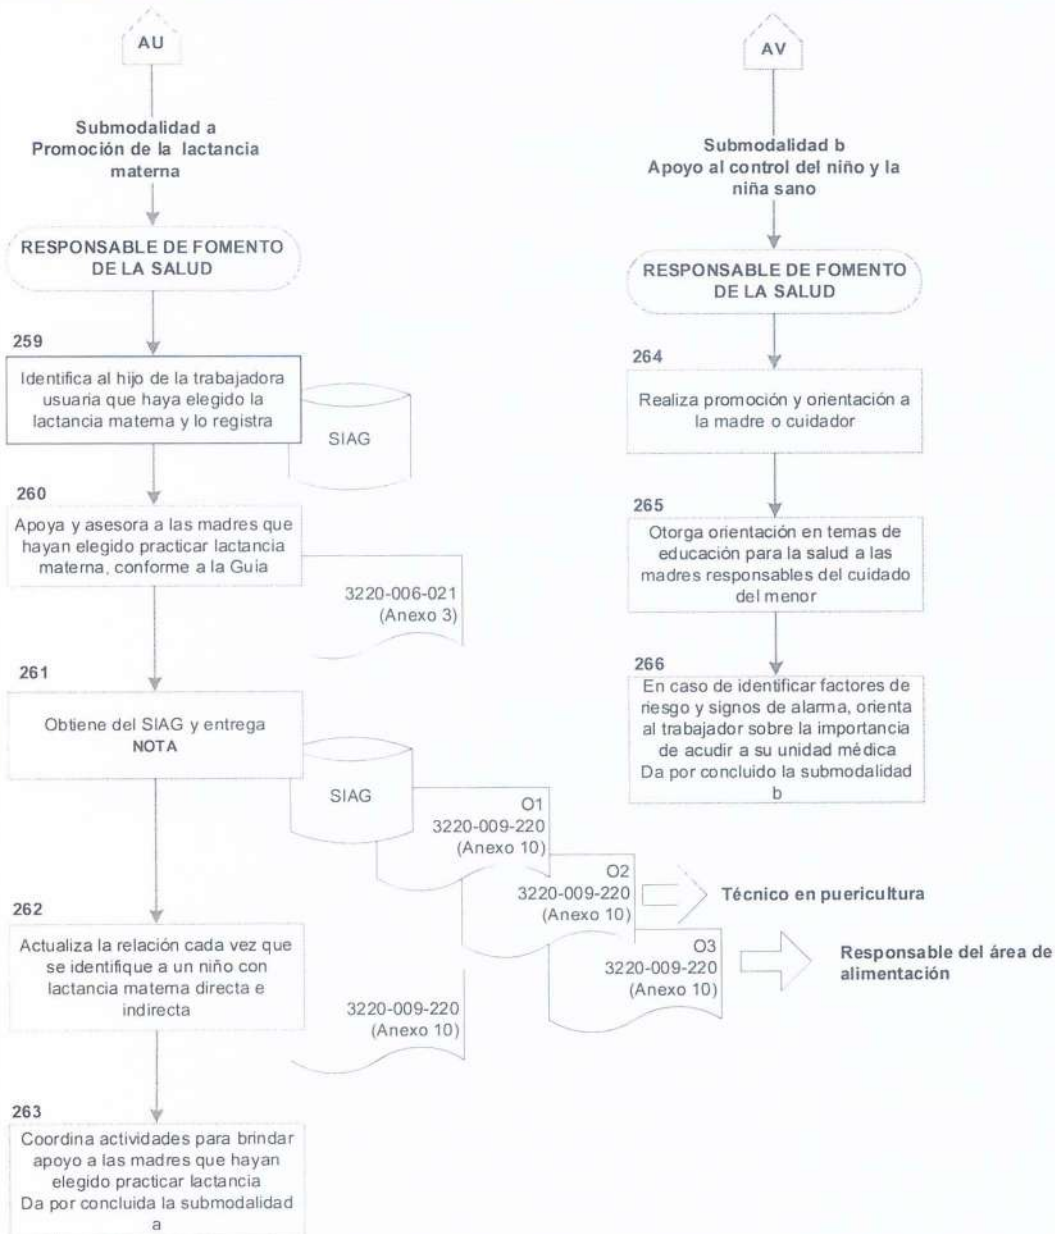 AU
Submodalidad a
Promoción de la lactancia
materna
RESPONSABLE DE FOMENTO
DE LA SALUD
259
Identifica al hijo de la trabajadora
usuaria que haya elegido la
lactancia materna y lo registra
SIAG
260
Apoya y asesora a las madres que
hayan elegido practicar lactancia
materna, conforme a la Guia
3220-006-021
(Anexo 3)
261
Obtiene del SIAG y entrega
NOTA
SIAG
O1
3220-009-220
(Anexo 10)
O2
3220-009-220
(Anexo 10)
Técnico en puericultura
O3
3220-009-220
(Anexo 10)
Responsable del área de
alimentación
262
Actualiza la relación cada vez que
se identifique a un niño con
lactancia materna directa e
indirecta
3220-009-220
(Anexo 10)
263
Coordina actividades para brindar
apoyo a las madres que hayan
elegido practicar lactancia
Da por concluida la submodalidad
a
AV
Submodalidad b
Apoyo al control del niño y la
niña sano
RESPONSABLE DE FOMENTO
DE LA SALUD
264
Realiza promoción y orientación a
la madre o cuidador
265
Otorga orientación en temas de
educación para la salud a las
madres responsables del cuidado
del menor
266
En caso de identificar factores de
riesgo y signos de alarma, orienta
al trabajador sobre la importancia
de acudir a su unidad médica
Da por concluido la submodalidad
b